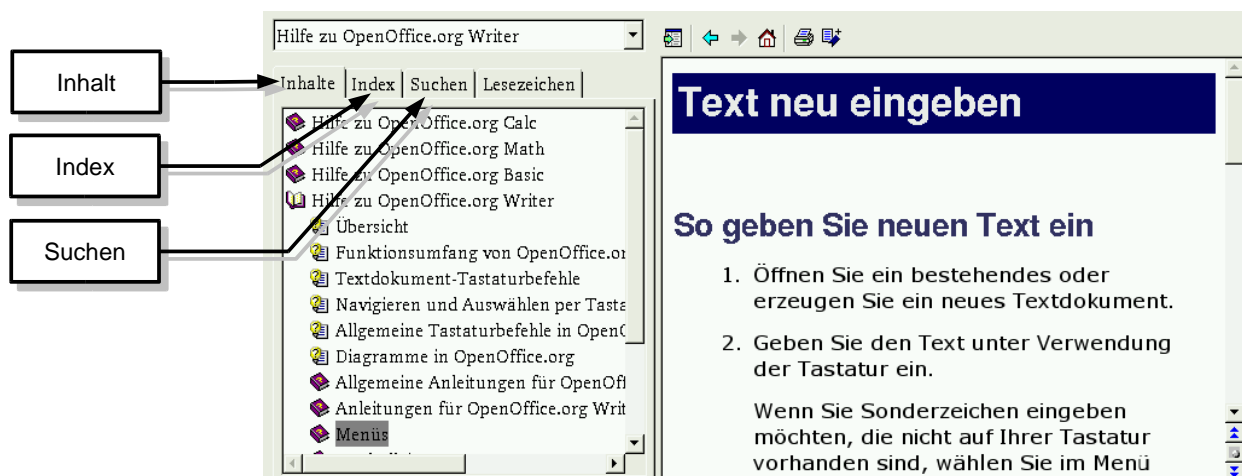 Inhalt
Index
Suchen
Hilfe zu OpenOffice.org Writer
Inhalte Index Suchen Lesezeichen
Hilfe zu OpenOffice.org Calc
Hilfe zu OpenOffice.org Math
Hilfe zu OpenOffice.org Basic
Hilfe zu OpenOffice.org Writer
Übersicht
Funktionsumfang von OpenOffice.or
Textdokument-Tastaturbefehle
Navigieren und Auswählen per Tasta
Allgemeine Tastaturbefehle in OpenO
Diagramme in OpenOffice.org
Allgemeine Anleitungen für OpenOff
Anleitungen für OpenOffice.org Writ
Menüs
Text neu eingeben
So geben Sie neuen Text ein
1. Öffnen Sie ein bestehendes oder
erzeugen Sie ein neues Textdokument.
2. Geben Sie den Text unter Verwendung
der Tastatur ein.
Wenn Sie Sonderzeichen eingeben
möchten, die nicht auf Ihrer Tastatur
vorhanden sind, wählen Sie im Menü